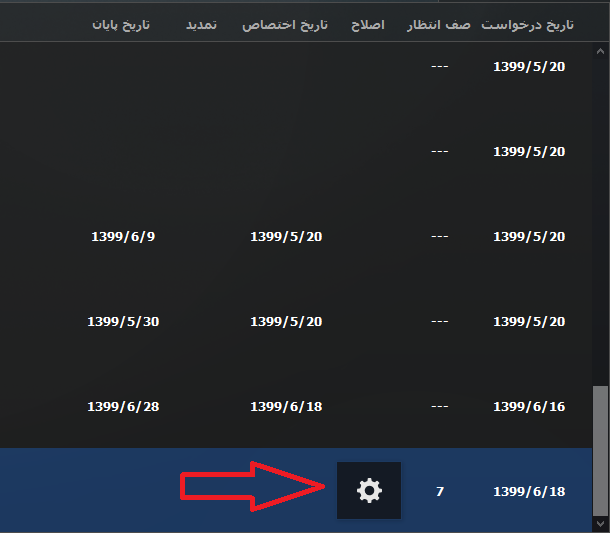 تاریخ درخواست صف انتظار اصلاح تاریخ اختصاص تمدید تاریخ پایان
1399/5/20 ---
1399/5/20 ---
1399/5/20 --- 1399/5/20 1399/6/9
1399/5/20 --- 1399/5/20 1399/5/30
1399/6/16 --- 1399/6/18 1399/6/28
1399/6/18 7